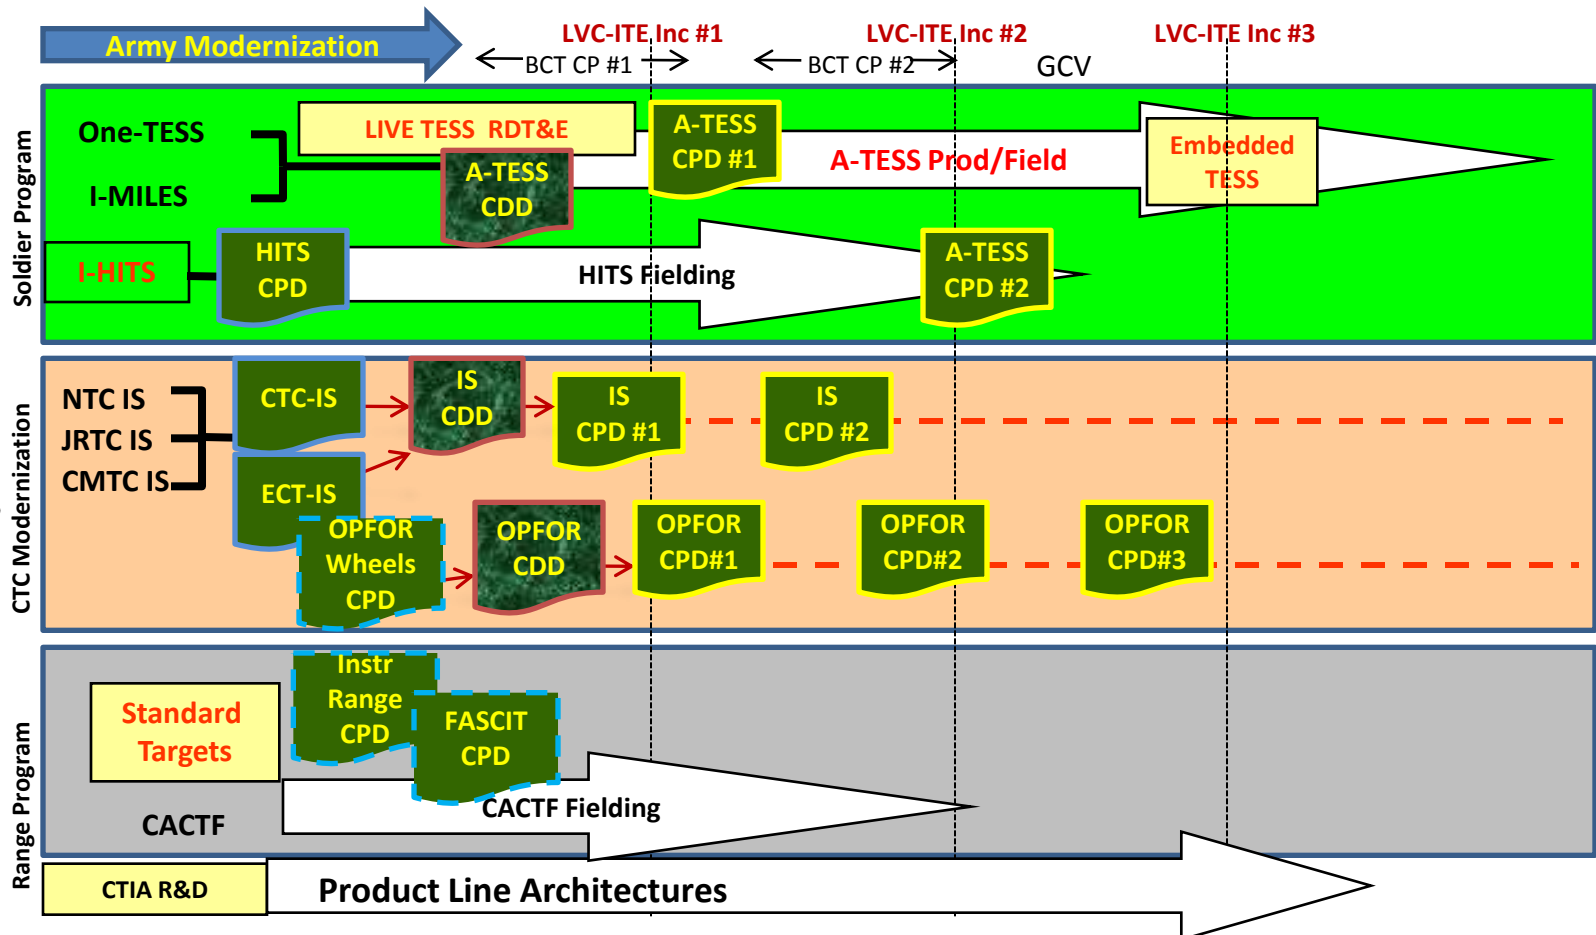 Army Modernization
LVC-ITE Inc #1
LVC-ITE Inc #2
LVC-ITE Inc #3
BCT CP #1
BCT CP #2
GCV
Soldier Program
One-TESS
I-MILES
LIVE TESS RDT&E
A-TESS
CDD
A-TESS
CPD #1
A-TESS Prod/Field
Embedded
TESS
I-HITS
HITS
CPD
HITS Fielding
A-TESS
CPD #2
CTC Modernization
NTC IS
JRTC IS
CMTC IS
CTC-IS
ECT-IS
IS
CDD
IS
CPD #1
IS
CPD #2
OPFOR
Wheels
CPD
OPFOR
CDD
OPFOR
CPD#1
OPFOR
CPD#2
OPFOR
CPD#3
Range Program
Standard
Targets
Instr
Range
CPD
FASCIT
CPD
CACTF
CACTF Fielding
CTIA R&D
Product Line Architectures